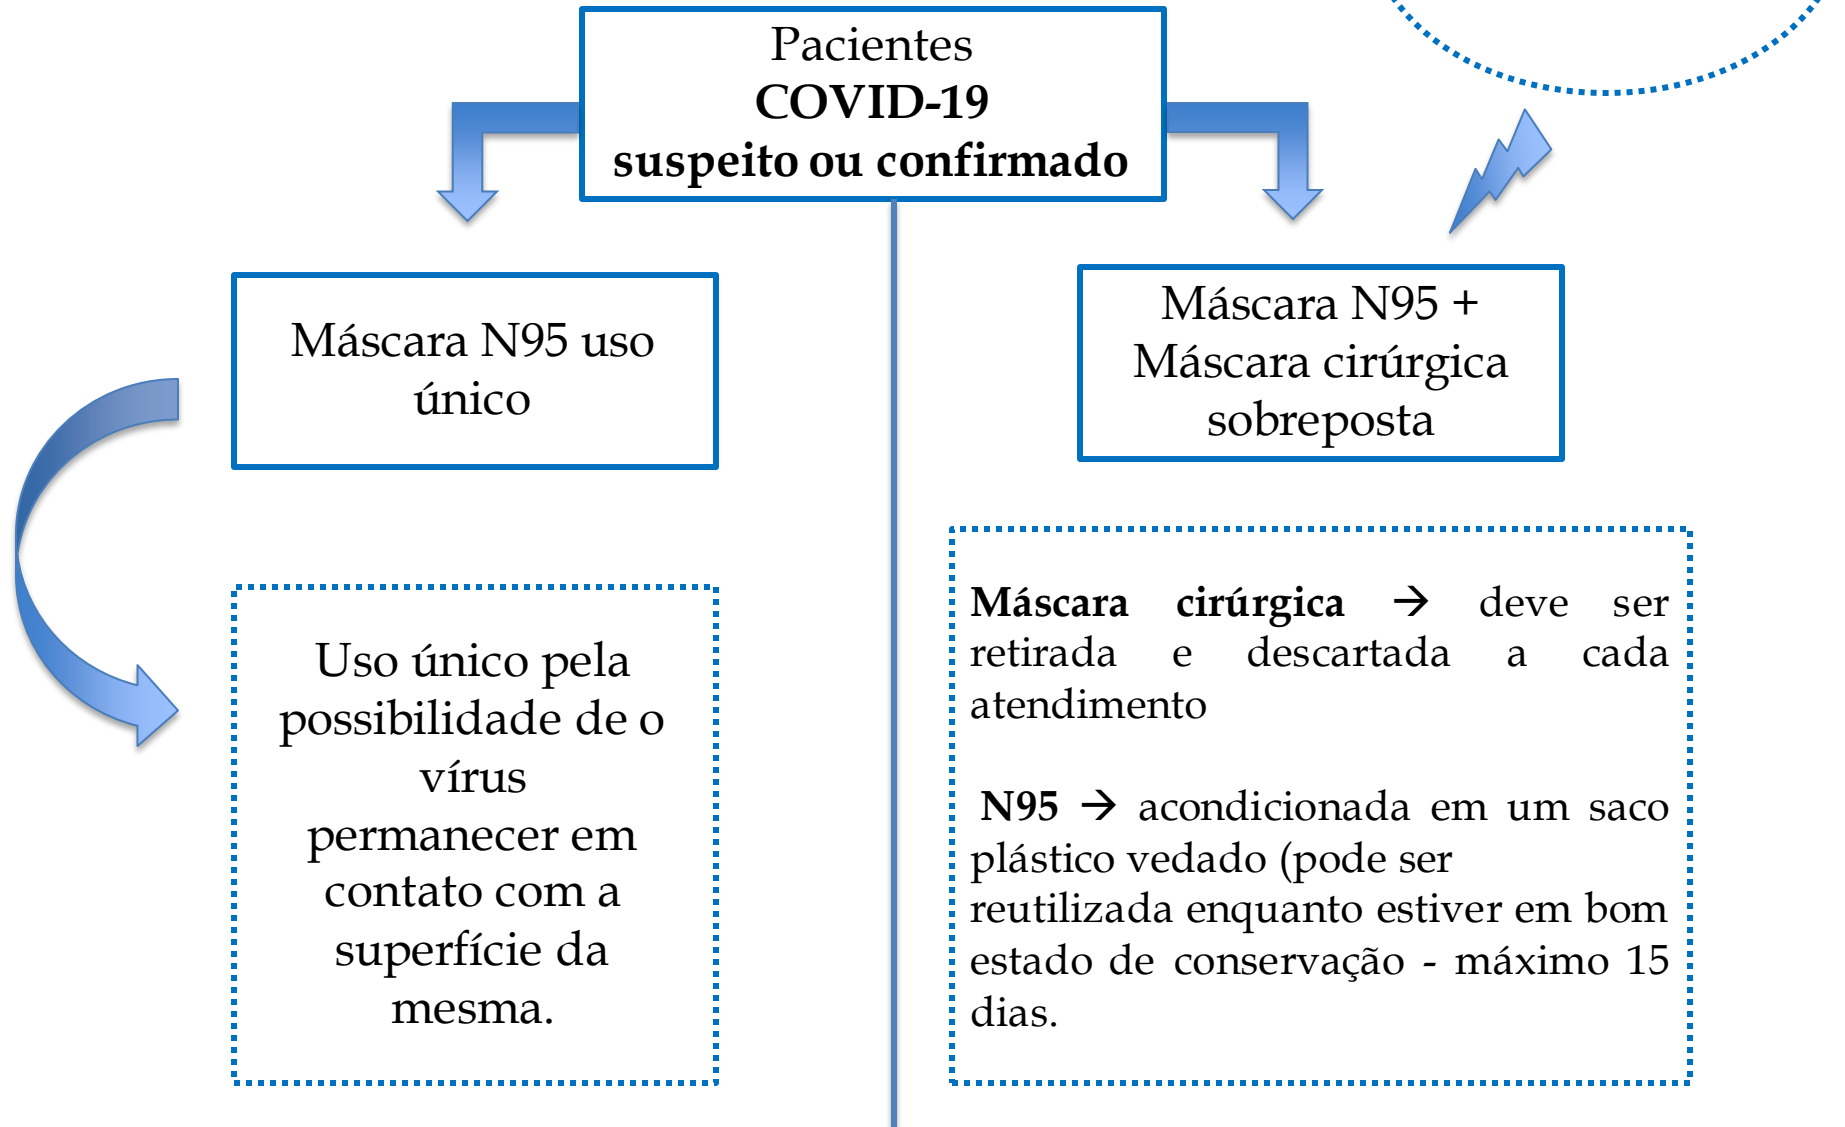 Pacientes
COVID-19
suspeito ou confirmado
Máscara N95 uso
único
Máscara N95 +
Máscara cirúrgica
sobreposta
Uso único pela
possibilidade de o
vírus
permanecer em
contato com a
superfície da
mesma.
Máscara cirúrgica → deve ser
retirada e descartada a cada
atendimento
N95 → acondicionada em um saco
plástico vedado (pode ser
reutilizada enquanto estiver em bom
estado de conservação - máximo 15
dias.